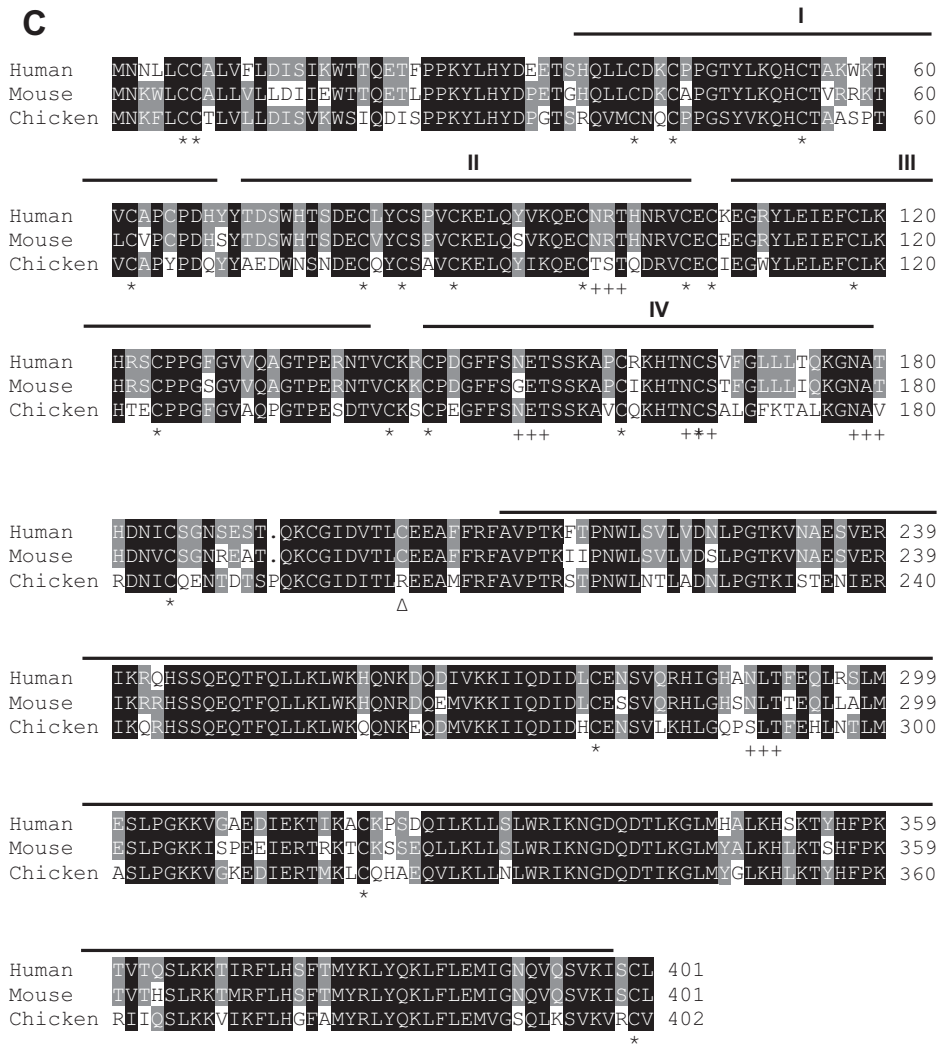 C
I
Human MNNLLCCALVFLDISIKWTTQETFPPKYLHYDEETSHQLLCDKCPPGTYLKQHCTAKWKT 60
Mouse MNKWLCCALLVLLDIIEWTTQETLPPKYLHYDPETGHQLLCDKCAPGTYLKQHCTVRRKT 60
Chicken MNKFLCCTLVLLDISVKWSIQDISPPKYLHYDPGTSRQVMCNQCPPGSYVKQHCTAASPT 60
** * * *
II III
Human VCAPCPDHYYTDSWHTSDECLYCSPVCKELQYVKQECNRTHNRVCECKEGRYLEIEFCLK 120
Mouse LCVPCPDHSYTDSWHTSDECVYCSPVCKELQSVKQECNRTHNRVCECEEGRYLEIEFCLK 120
Chicken VCAPYPDQYYAEDWNSNDECQYCSAVCKELQYIKQECTSTQDRVCECIEGWYLELEFCLK 120
* * * * *+++ * * *
IV
Human HRSCPPGFGVVQAGTPERNTVCKRCPDGFFSNETSSKAPCRKHTNCSVFGLLLTQKGNAT 180
Mouse HRSCPPGSGVVQAGTPERNTVCKKCPDGFFSGETSSKAPCIKHTNCSTFGLLLIQKGNAT 180
Chicken HTECPPGFGVAQPGTPESDTVCKSCPEGFFSNETSSKAVCQKHTNCSALGFKTALKGNAV 180
* * * +++ * +*++ +++
Human HDNICSGNSEST.QKCGIDVTLCEEAFFRFAVPTKFTPNWLSVLVDNLPGTKVNAESVER 239
Mouse HDNVCSGNREAT.QKCGIDVTLCEEAFFRFAVPTKIIPNWLSVLVDSLPGTKVNAESVER 239
Chicken RDNICQENTDTSPQKCGIDITLREEAMFRFAVPTRSTPNWLNTLADNLPGTKISTENIER 240
* Δ
Human IKRQHSSQEQTFQLLKLWKHQNKDQDIVKKIIQDIDLCENSVQRHIGHANLTFEQLRSLM 299
Mouse IKRRHSSQEQTFQLLKLWKHQNRDQEMVKKIIQDIDLCESSVQRHLGHSNLTTEQLLALM 299
Chicken IKQRHSSQEQTFQLLKLWKQQNKEQDMVKKIIQDIDHCENSVLKHLGQPSLTFEHLNTLM 300
* +++
Human ESLPGKKVGAEDIEKTIKACKPSDQILKLLSLWRIKNGDQDTLKGLMHALKHSKTYHFPK 359
Mouse ESLPGKKISPEEIERTRKTCKSSEQLLKLLSLWRIKNGDQDTLKGLMYALKHLKTSHFPK 359
Chicken ASLPGKKVGKEDIERTMKLCQHAEQVLKLLNLWRIKNGDQDTIKGLMYGLKHLKTYHFPK 360
*
Human TVTQSLKKTIRFLHSFTMYKLYQKLFLEMIGNQVQSVKISCL 401
Mouse TVTHSLRKTMRFLHSFTMYRLYQKLFLEMIGNQVQSVKISCL 401
Chicken RIIQSLKKVIKFLHGFAMYRLYQKLFLEMVGSQLKSVKVRCV 402
*